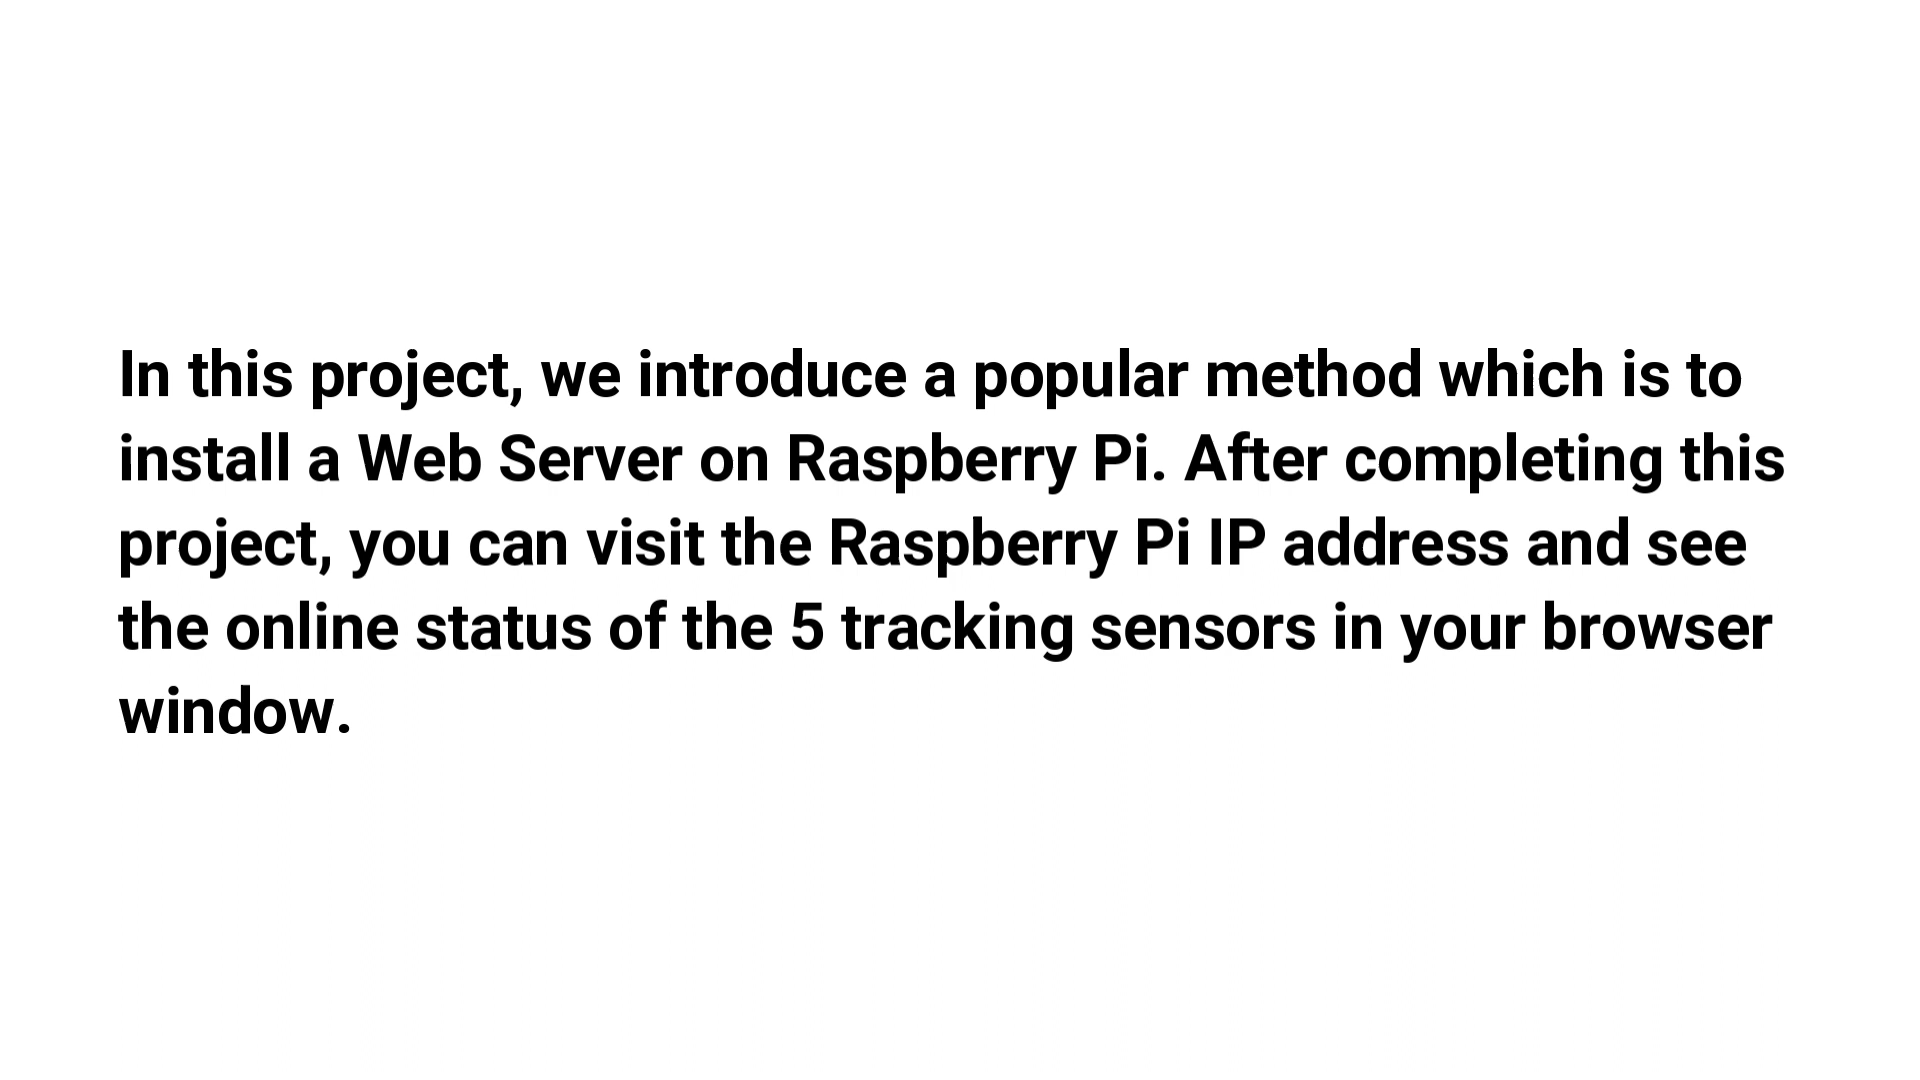 In this project, we introduce a popular method which is to
install a Web Server on Raspberry Pi. After completing this
project, you can visit the Raspberry Pi IP address and see
the online status of the 5 tracking sensors in your browser
window.